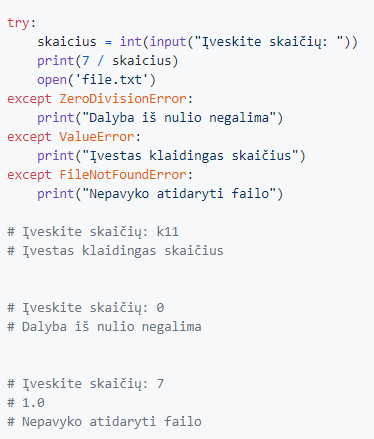 try:
    skaicius = int(input("Įveskite skaičių: "))
    print(7 / skaicius)
    open('file.txt')
except ZeroDivisionError:
    print("Dalyba iš nulio negalima")
except ValueError:
    print("Įvestas klaidingas skaičius")
except FileNotFoundError:
    print("Nepavyko atidaryti failo")
# Įveskite skaičių: k11
# Įvestas klaidingas skaičius
# Įveskite skaičių: 0
# Dalyba iš nulio negalima
# Įveskite skaičių: 7
# 1.0
# Nepavyko atidaryti failo